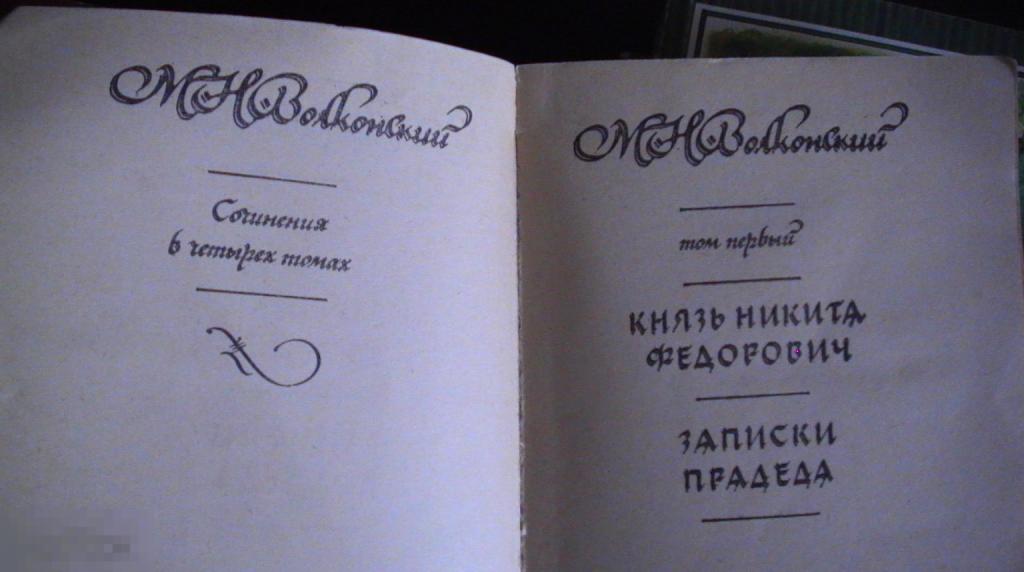 М Н Волконский
Сочинения
в четырех томах
М Н Волконский
том первый
КНЯЗЬ НИКИТА
ФЕДОРОВИЧ
ЗАПИСКИ
ПРАДЕДА